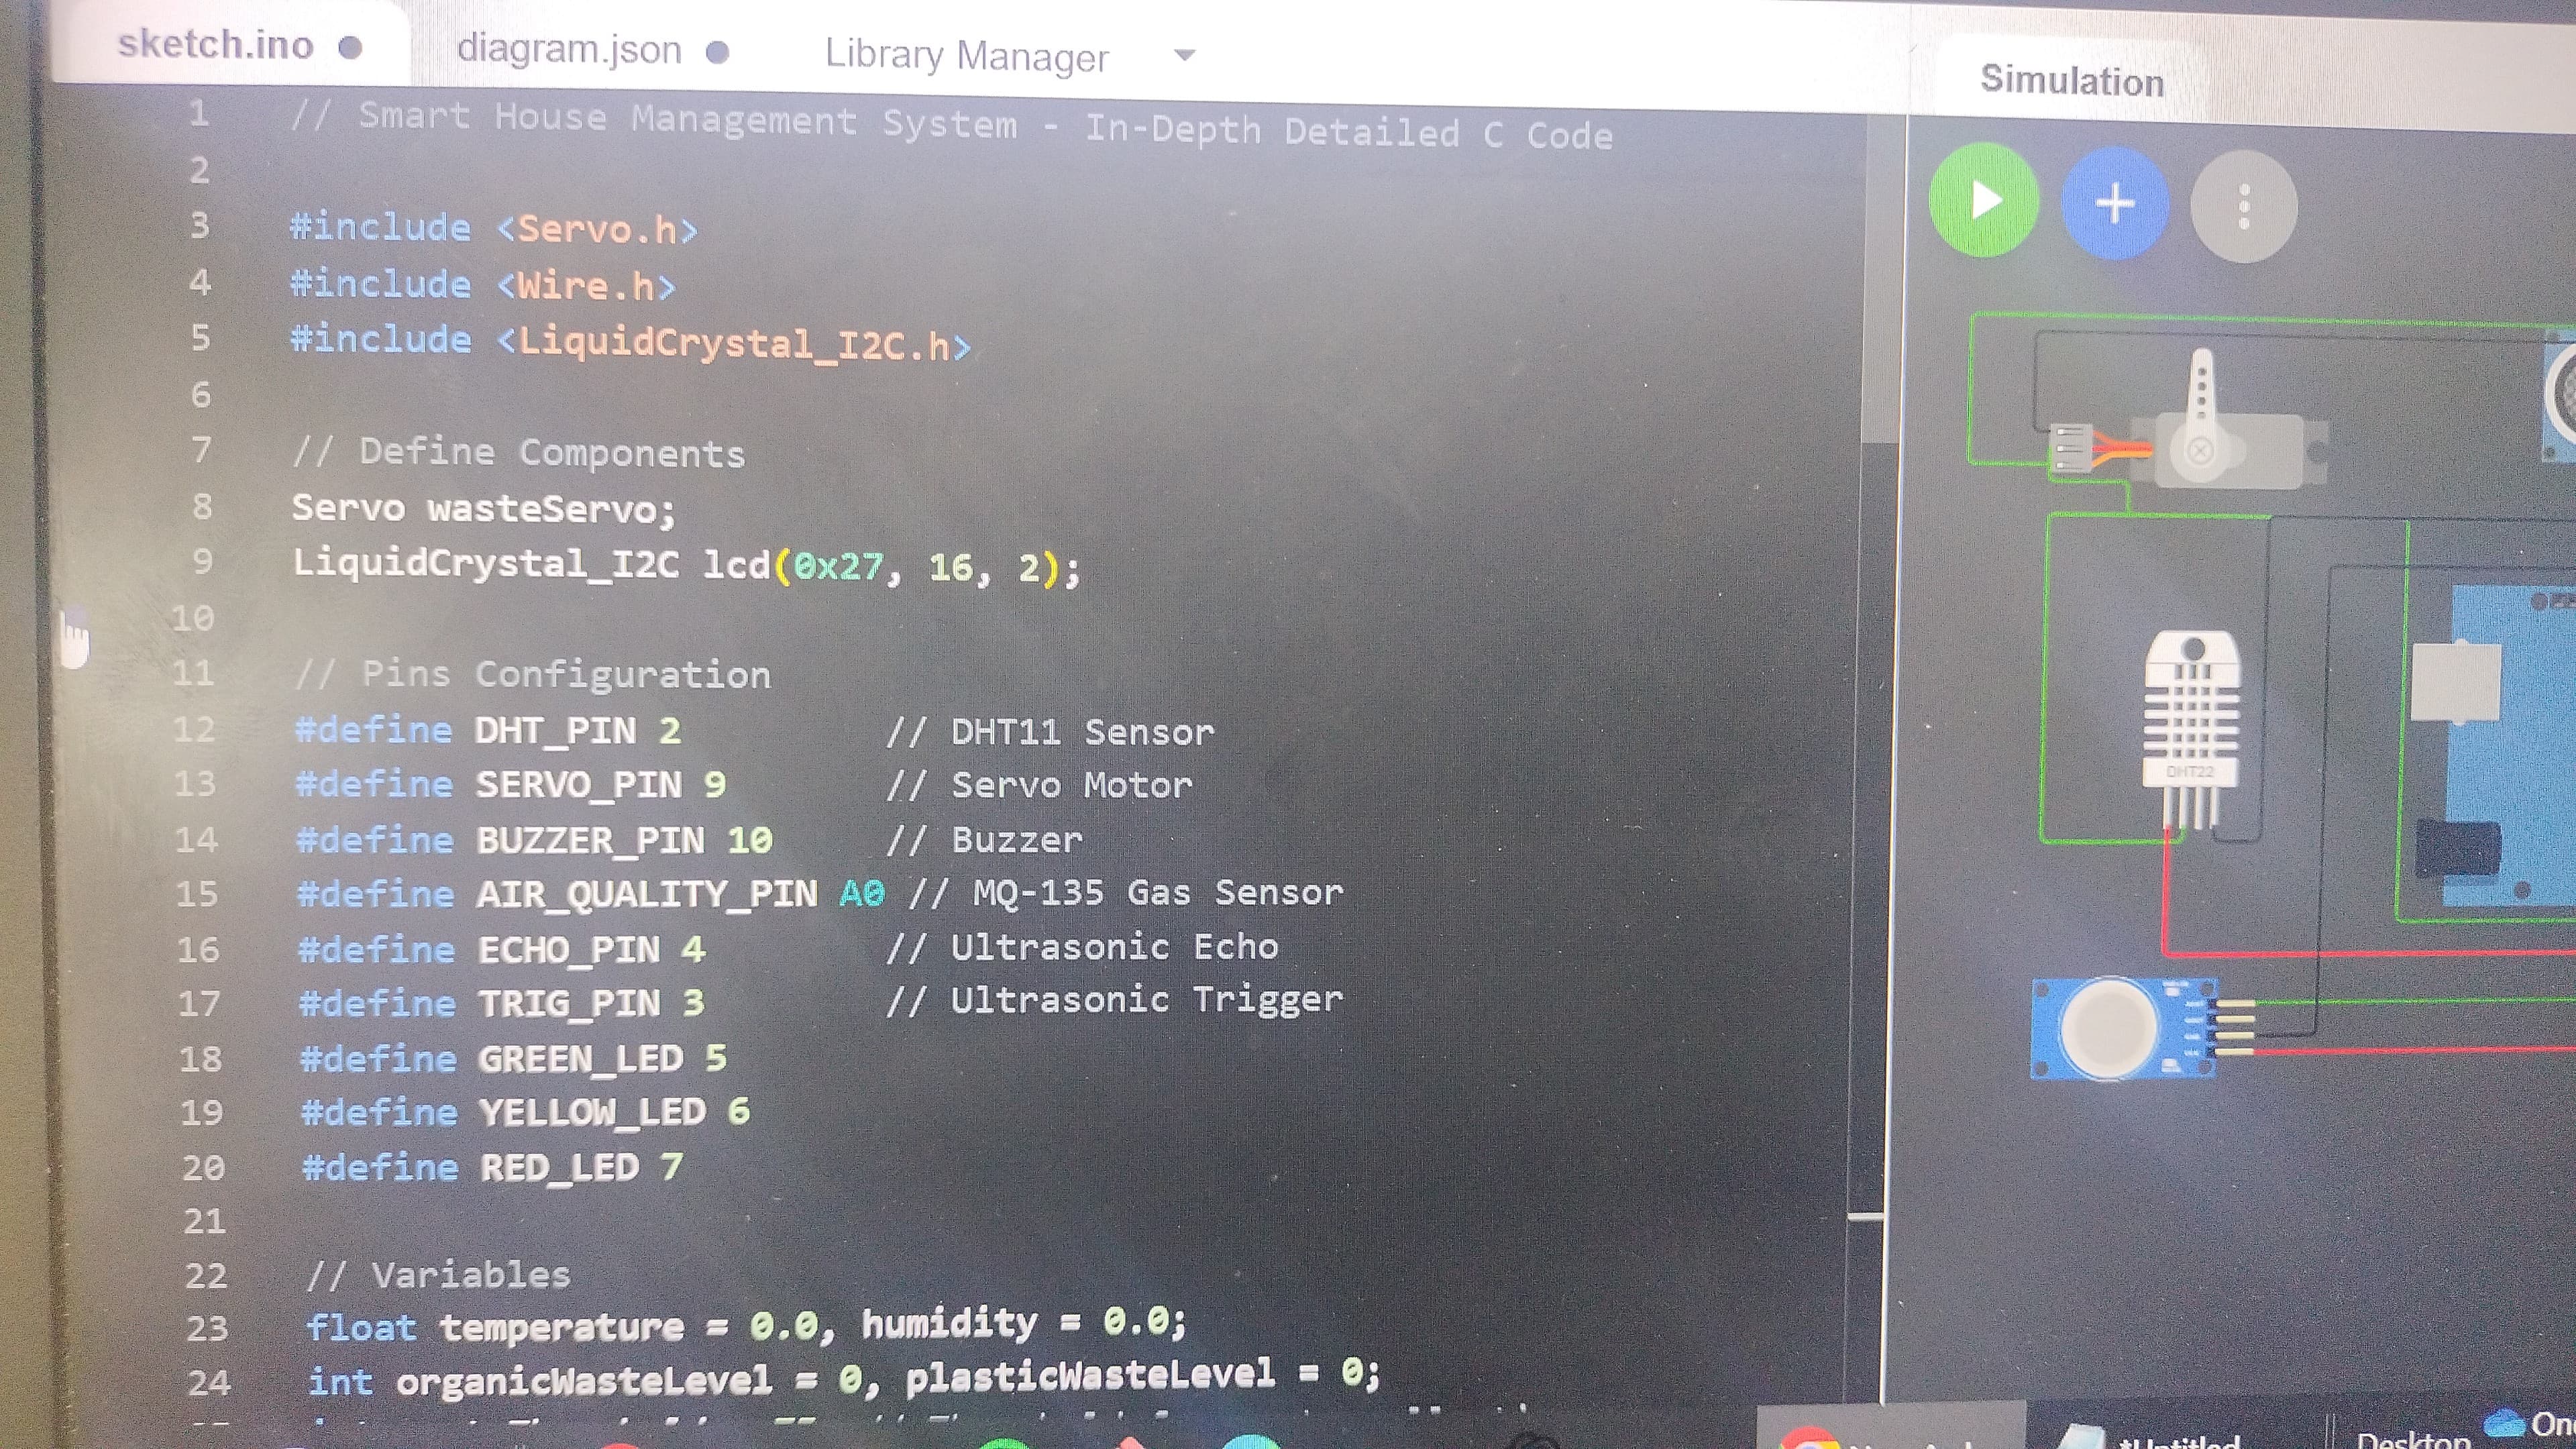 sketch.ino
diagram.json
Library Manager
Simulation
1 // Smart House Management System - In-Depth Detailed C Code
2
3 #include <Servo.h>
4 #include <Wire.h>
5 #include <LiquidCrystal_I2C.h>
6
7 // Define Components
8 Servo wasteServo;
9 LiquidCrystal_I2C lcd(0x27, 16, 2);
10
11 // Pins Configuration
12 #define DHT_PIN 2 // DHT11 Sensor
13 #define SERVO_PIN 9 // Servo Motor
14 #define BUZZER_PIN 10 // Buzzer
15 #define AIR_QUALITY_PIN A0 // MQ-135 Gas Sensor
16 #define ECHO_PIN 4 // Ultrasonic Echo
17 #define TRIG_PIN 3 // Ultrasonic Trigger
18 #define GREEN_LED 5
19 #define YELLOW_LED 6
20 #define RED_LED 7
21
22 // Variables
23 float temperature = 0.0, humidity = 0.0;
24 int organicWasteLevel = 0, plasticWasteLevel = 0;
DHT22
*Untitled
Desktop